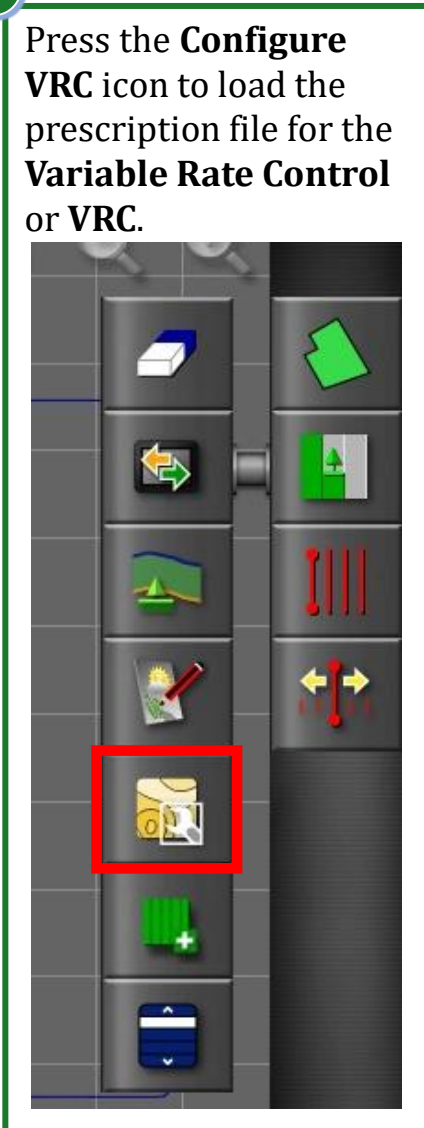 Press the Configure
VRC icon to load the
prescription file for the
Variable Rate Control
or VRC.